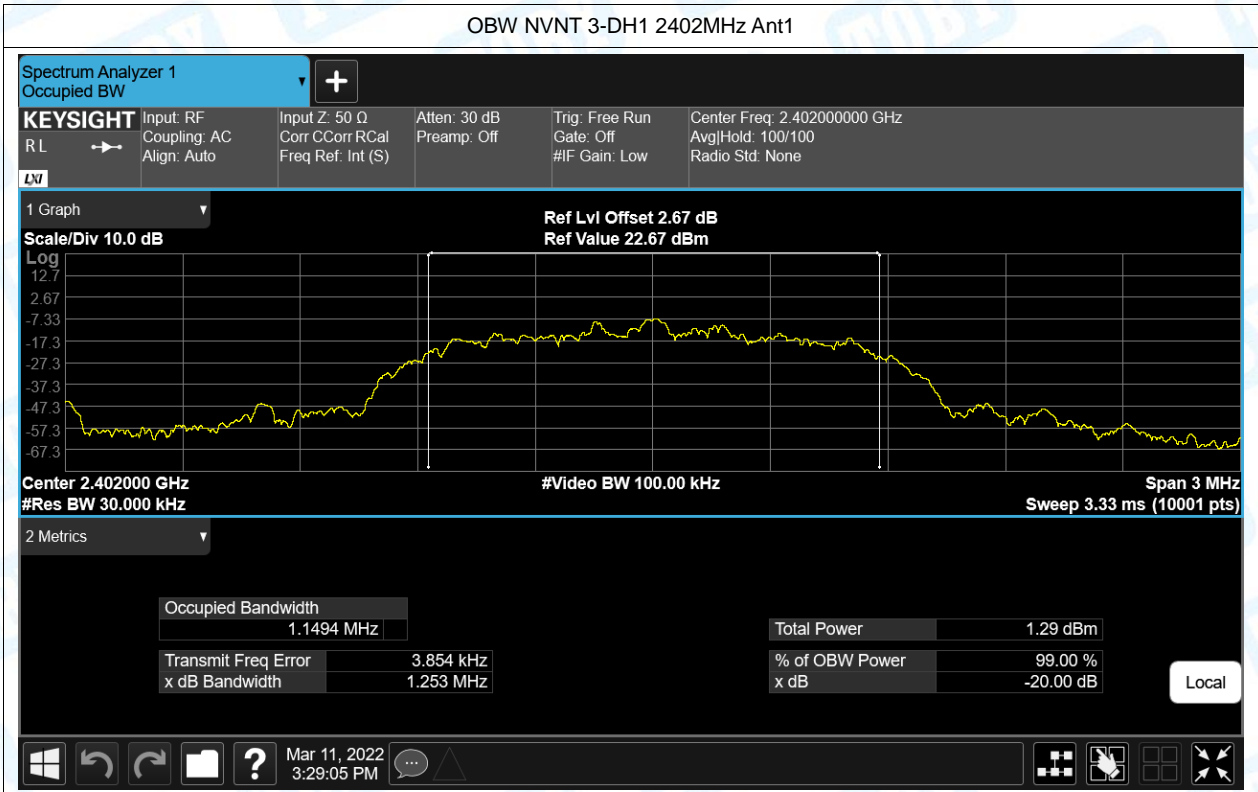 OBW NVNT 3-DH1 2402MHz Ant1
Spectrum Analyzer 1
Occupied BW
KEYSIGHT
R L
LXI
Input: RF
Coupling: AC
Align: Auto
Input Z: 50 Ω
Corr CCorr RCal
Freq Ref: Int (S)
Atten: 30 dB
Preamp: Off
Trig: Free Run
Gate: Off
#IF Gain: Low
Center Freq: 2.402000000 GHz
Avg|Hold: 100/100
Radio Std: None
1 Graph
Scale/Div 10.0 dB
Ref Lvl Offset 2.67 dB
Ref Value 22.67 dBm
Log
12.7
2.67
-7.33
-17.3
-27.3
-37.3
-47.3
-57.3
-67.3
Center 2.402000 GHz
#Res BW 30.000 kHz
#Video BW 100.00 kHz
Span 3 MHz
Sweep 3.33 ms (10001 pts)
2 Metrics
Occupied Bandwidth
1.1494 MHz
Transmit Freq Error 3.854 kHz
x dB Bandwidth 1.253 MHz
Total Power 1.29 dBm
% of OBW Power 99.00 %
x dB -20.00 dB
Local
?
Mar 11, 2022
3:29:05 PM